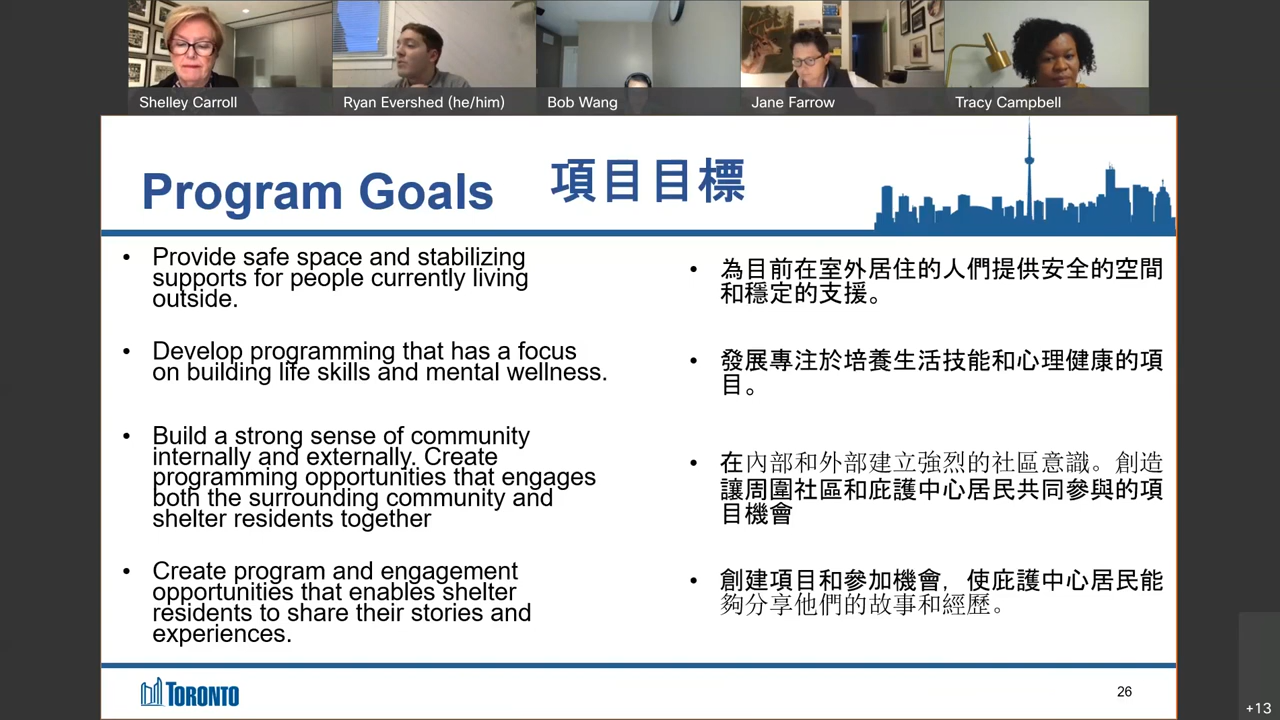 Shelley Carroll
Ryan Evershed (he/him)
Bob Wang
Jane Farrow
Tracy Campbell
Program Goals
項目目標
• Provide safe space and stabilizing
supports for people currently living
outside.
• Develop programming that has a focus
on building life skills and mental wellness.
• Build a strong sense of community
internally and externally. Create
programming opportunities that engages
both the surrounding community and
shelter residents together
• Create program and engagement
opportunities that enables shelter
residents to share their stories and
experiences.
• 為目前在室外居住的人們提供安全的空間
和穩定的支援。
• 發展專注於培養生活技能和心理健康的項
目。
• 在內部和外部建立強烈的社區意識。創造
讓周圍社區和庇護中心居民共同參與的項
目機會
• 創建項目和參加機會，使庇護中心居民能
夠分享他們的故事和經歷。
TORONTO
26
+13